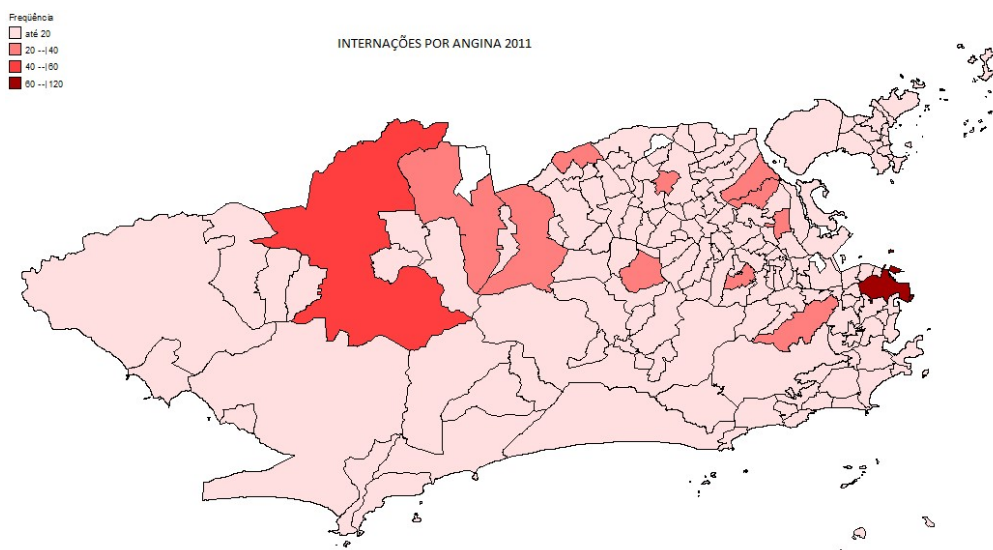 Freqüência
até 20
20 --| 40
40 --| 60
60 --| 120
INTERNAÇÕES POR ANGINA 2011